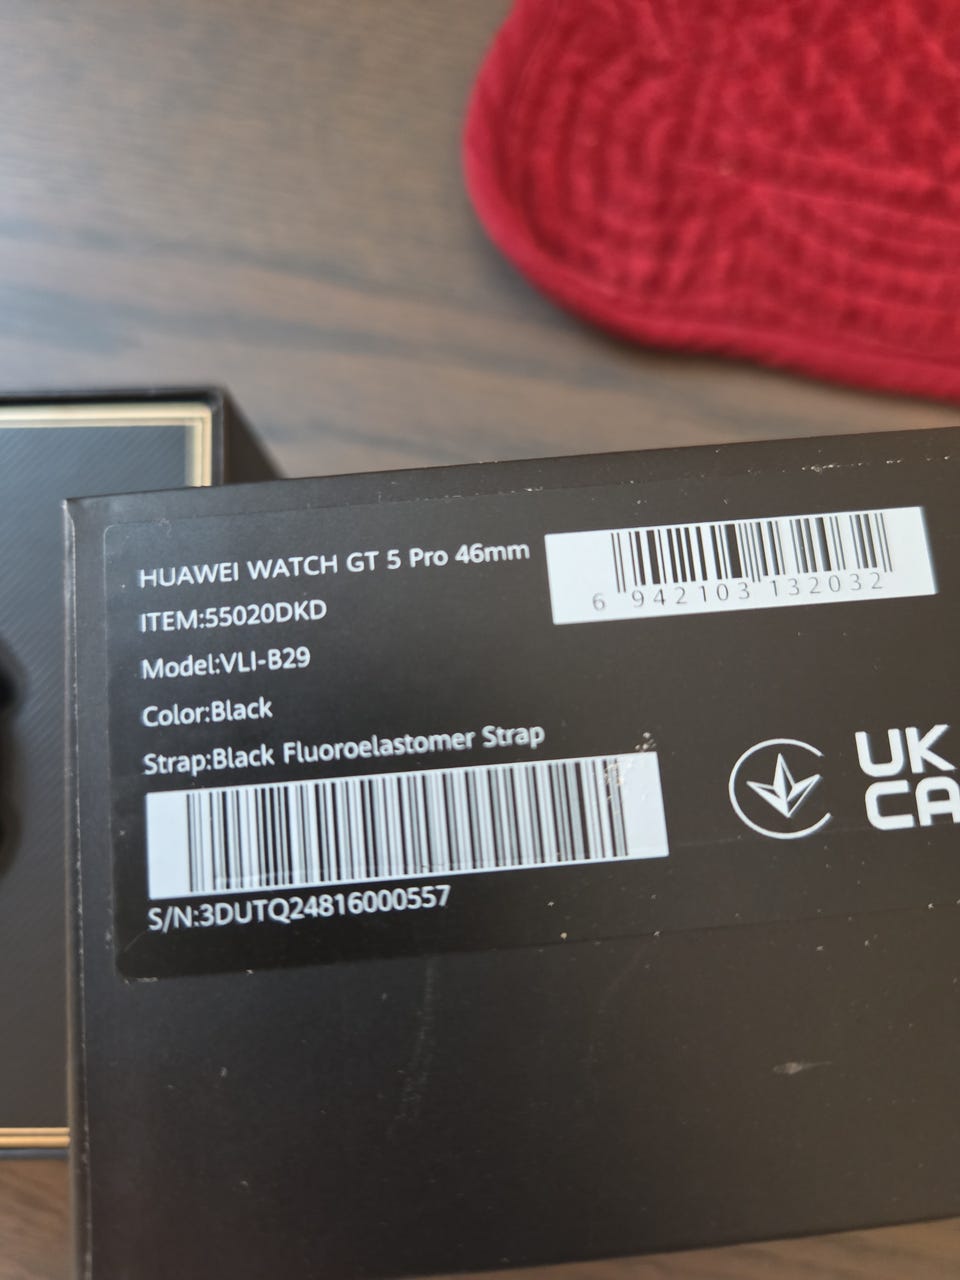 HUAWEI WATCH GT 5 Pro 46mm
6 942103 132032
ITEM:55020DKD
Model:VLI-B29
Color:Black
Strap:Black Fluoroelastomer Strap
UK
CA
S/N:3DUTQ24816000557